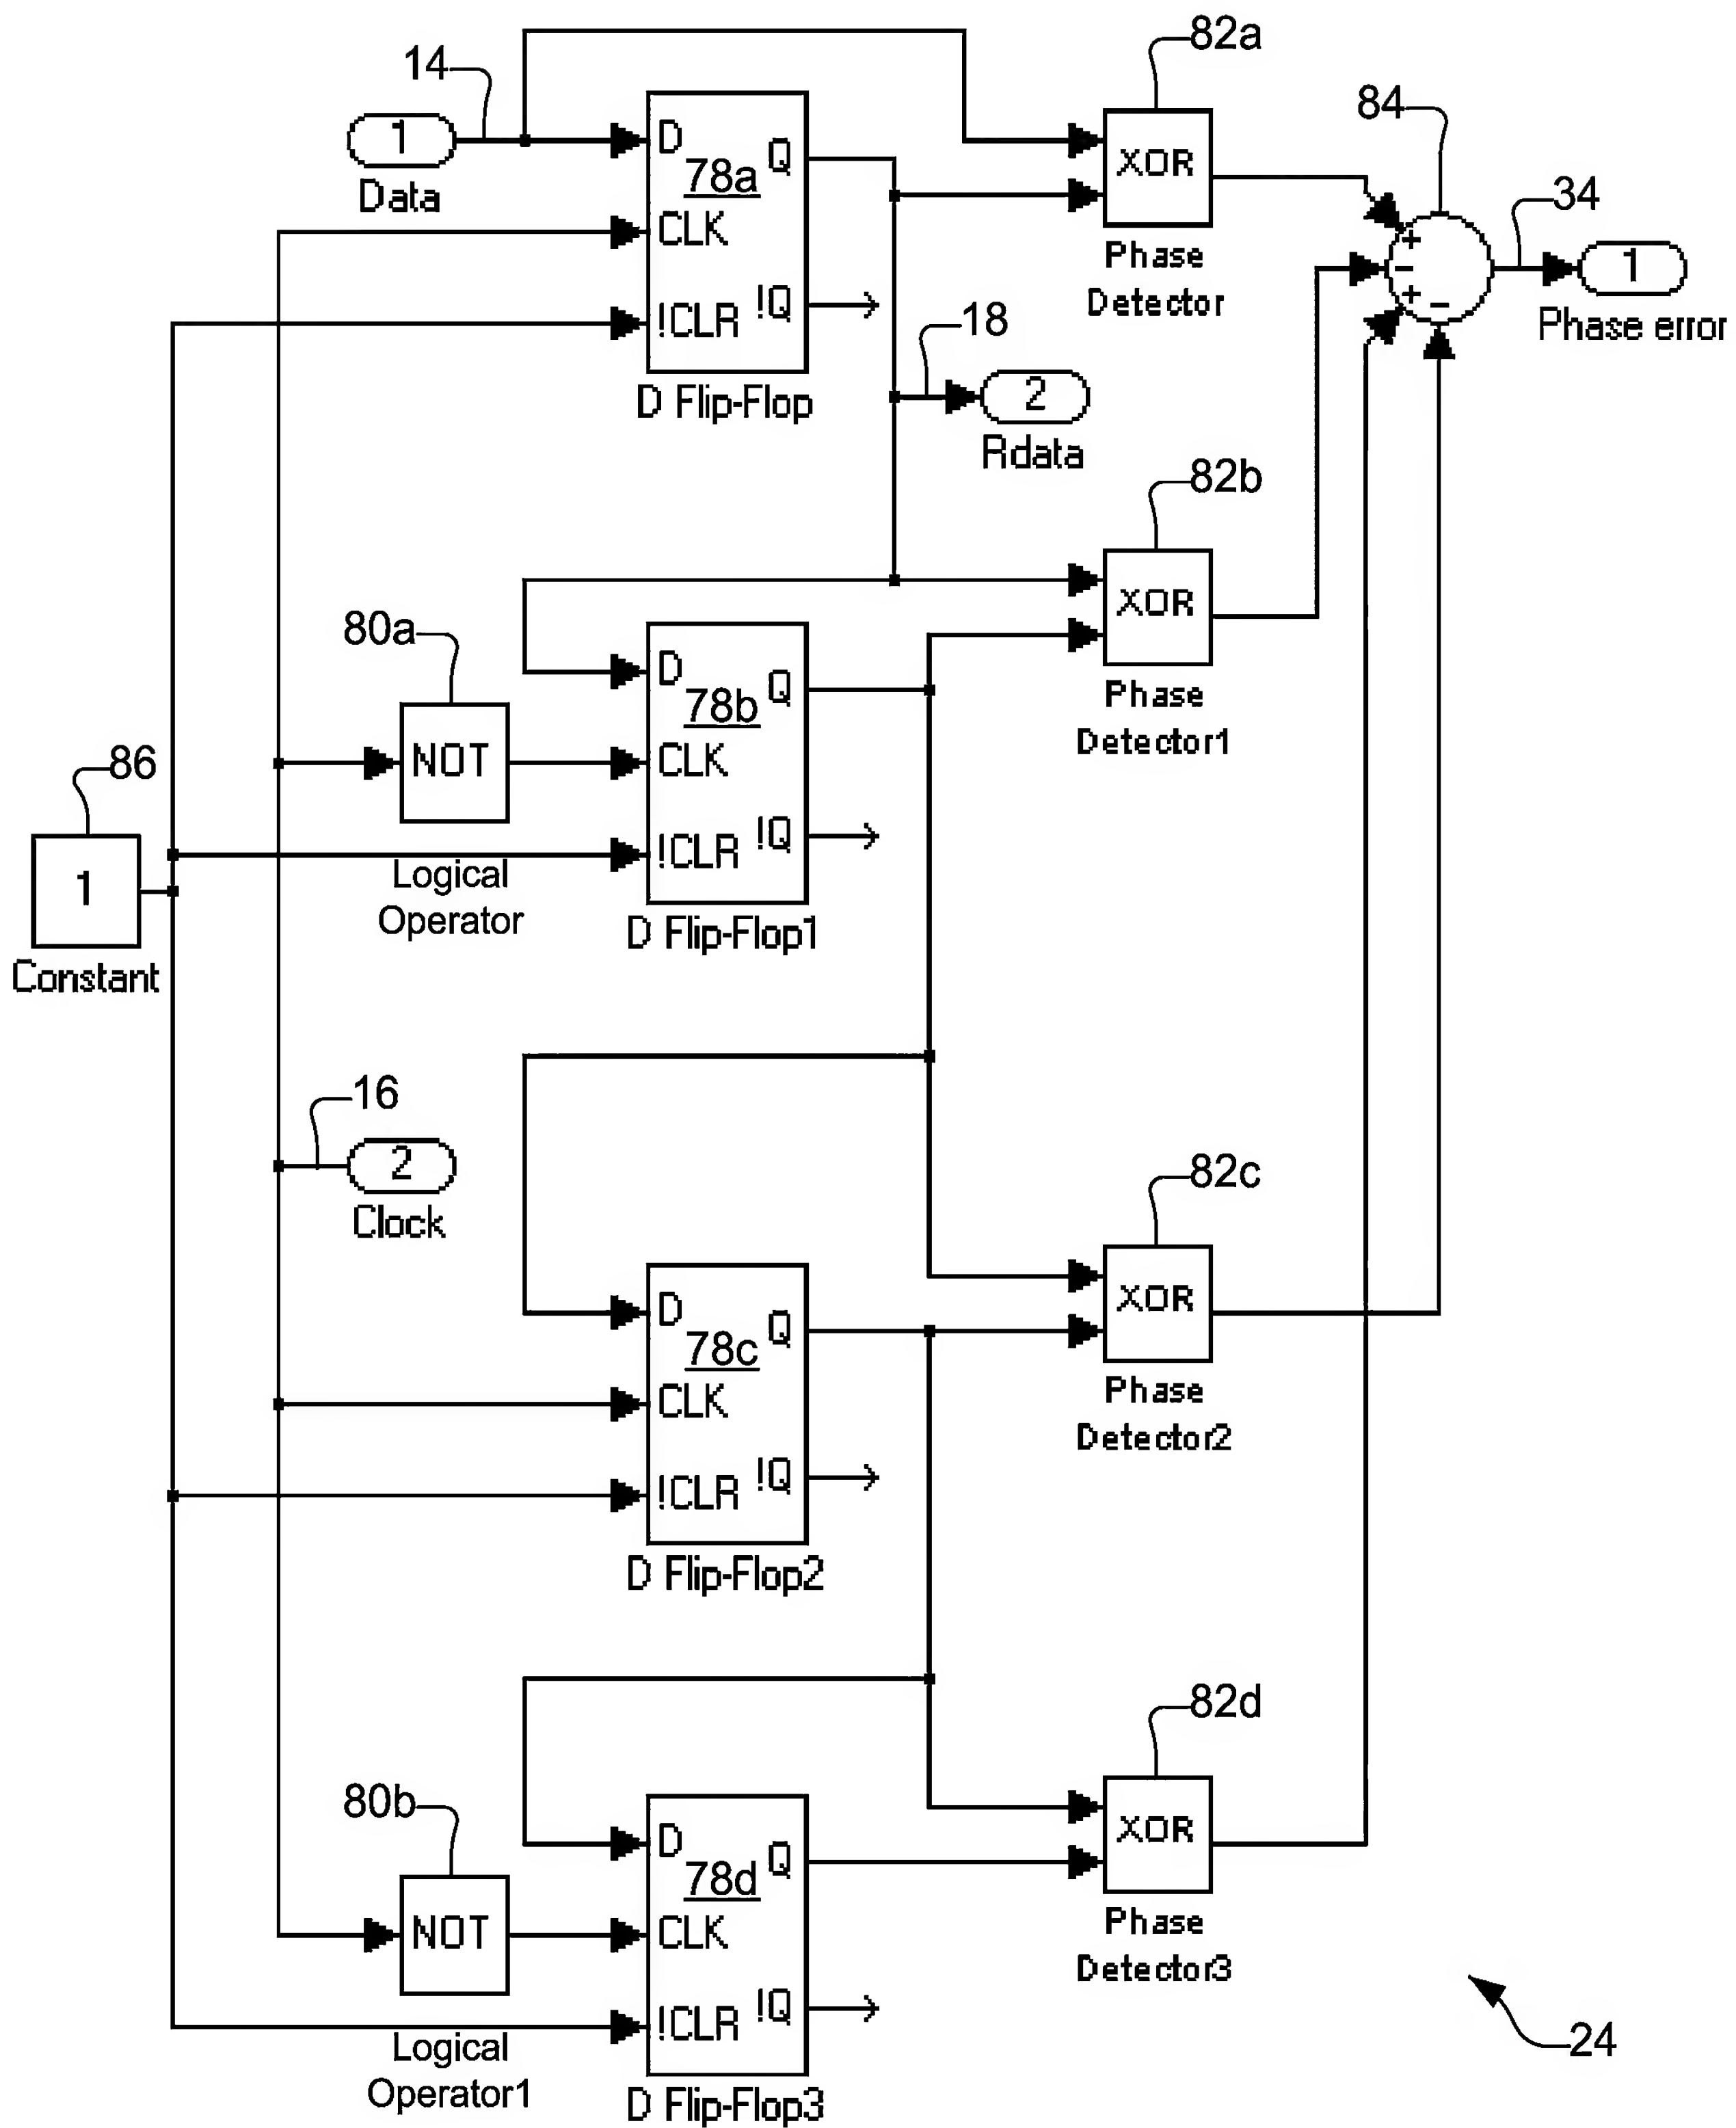 14
1
Data
D
78a
Q
CLK
!Q
!CLR
D Flip-Flop
82a
XOR
Phase
Detector
84
+
-
+
-
34
1
Phase error
18
2
Rdata
82b
XOR
Phase
Detector1
80a
NOT
Logical
Operator
D
78b
Q
CLK
!Q
!CLR
D Flip-Flop1
86
1
Constant
16
2
Clock
82c
XOR
Phase
Detector2
D
78c
Q
CLK
!Q
!CLR
D Flip-Flop2
82d
XOR
Phase
Detector3
80b
NOT
Logical
Operator1
D
78d
Q
CLK
!Q
!CLR
D Flip-Flop3
24